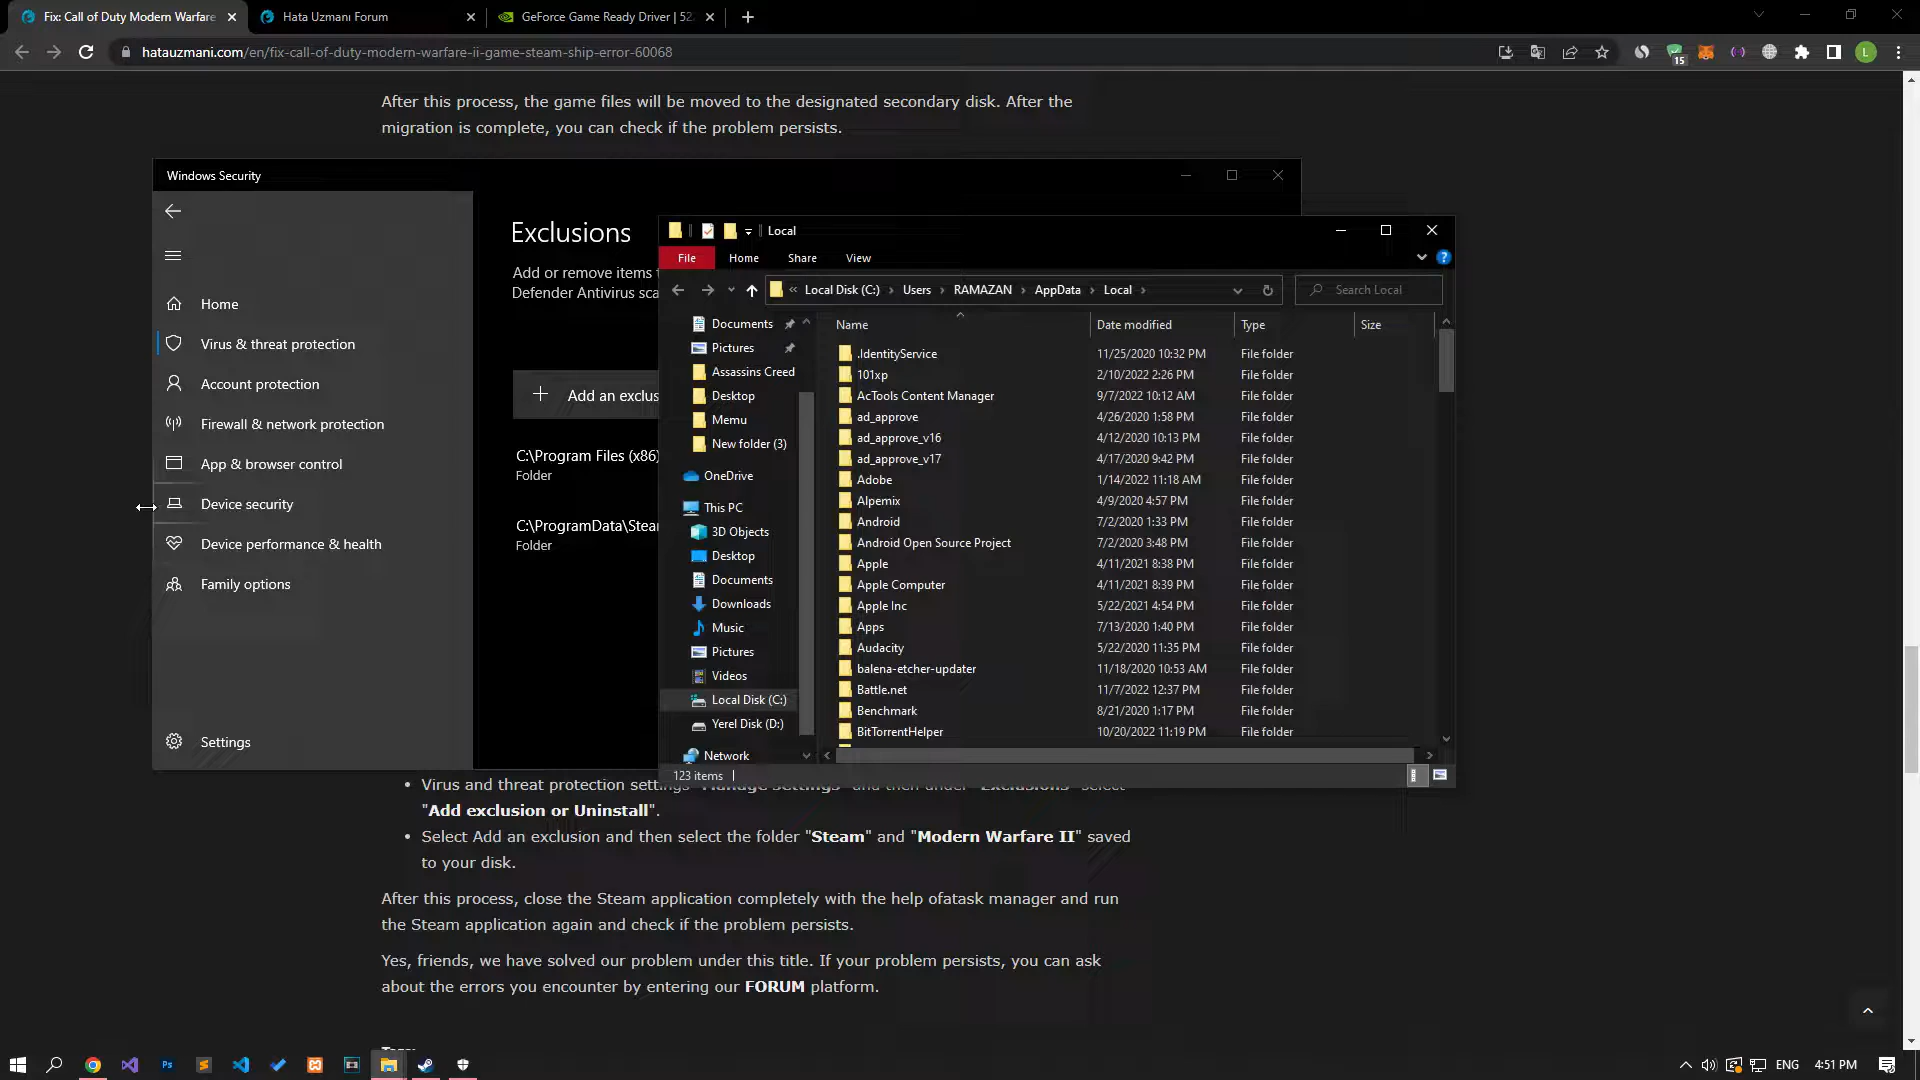 Fix: Call of Duty Modern Warfare
Hata Uzmanı Forum
GeForce Game Ready Driver | 52
hatauzmani.com/en/fix-call-of-duty-modern-warfare-ii-game-steam-ship-error-60068
15
L
After this process, the game files will be moved to the designated secondary disk. After the
migration is complete, you can check if the problem persists.
Windows Security
Home
Virus & threat protection
Account protection
Firewall & network protection
App & browser control
Device security
Device performance & health
Family options
Settings
Exclusions
Add or remove items
Defender Antivirus sca
Add an exclus
C:\Program Files (x86)
Folder
C:\ProgramData\Stea
Folder
Local
File
Home
Share
View
« Local Disk (C:) › Users › RAMAZAN › AppData › Local ›
Search Local
Documents
Pictures
Assassins Creed
Desktop
Memu
New folder (3)
OneDrive
This PC
3D Objects
Desktop
Documents
Downloads
Music
Pictures
Videos
Local Disk (C:)
Yerel Disk (D:)
Network
Name Date modified Type Size
.IdentityService 11/25/2020 10:32 PM File folder
101xp 2/10/2022 2:26 PM File folder
AcTools Content Manager 9/7/2022 10:12 AM File folder
ad_approve 4/26/2020 1:58 PM File folder
ad_approve_v16 4/12/2020 10:13 PM File folder
ad_approve_v17 4/17/2020 9:42 PM File folder
Adobe 1/14/2022 11:18 AM File folder
Alpemix 4/9/2020 4:57 PM File folder
Android 7/2/2020 1:33 PM File folder
Android Open Source Project 7/2/2020 3:48 PM File folder
Apple 4/11/2021 8:38 PM File folder
Apple Computer 4/11/2021 8:39 PM File folder
Apple Inc 5/22/2021 4:54 PM File folder
Apps 7/13/2020 1:40 PM File folder
Audacity 5/22/2020 11:35 PM File folder
balena-etcher-updater 11/18/2020 10:53 AM File folder
Battle.net 11/7/2022 12:37 PM File folder
Benchmark 8/21/2020 1:17 PM File folder
BitTorrentHelper 10/20/2022 11:19 PM File folder
123 items
Virus and threat protection settings "Manage Settings" and then under "Exclusions" select
"Add exclusion or Uninstall".
Select Add an exclusion and then select the folder "Steam" and "Modern Warfare II" saved
to your disk.
After this process, close the Steam application completely with the help ofatask manager and run
the Steam application again and check if the problem persists.
Yes, friends, we have solved our problem under this title. If your problem persists, you can ask
about the errors you encounter by entering our FORUM platform.
Ps
ENG
4:51 PM